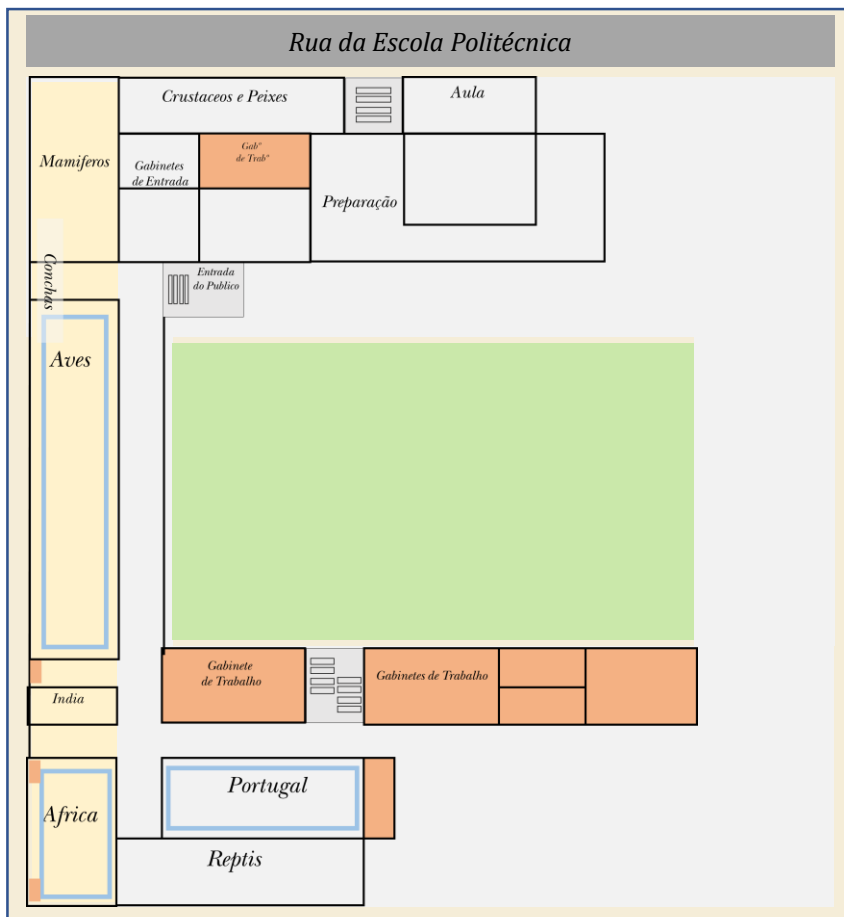 Rua da Escola Politécnica
Crustaceos e Peixes
Aula
Mamiferos
Gabinetes
de Entrada
Gabº
de Trabº
Preparação
Conchas
Entrada
do Publico
Aves
Gabinete
de Trabalho
Gabinetes de Trabalho
India
Portugal
Africa
Reptis